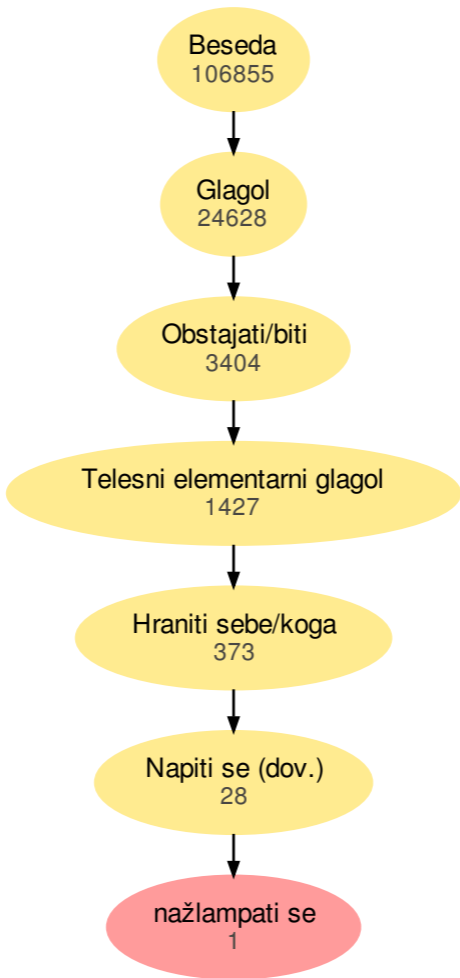 Beseda
106855
Glagol
24628
Obstajati/biti
3404
Telesni elementarni glagol
1427
Hraniti sebe/koga
373
Napiti se (dov.)
28
nažlampati se
1